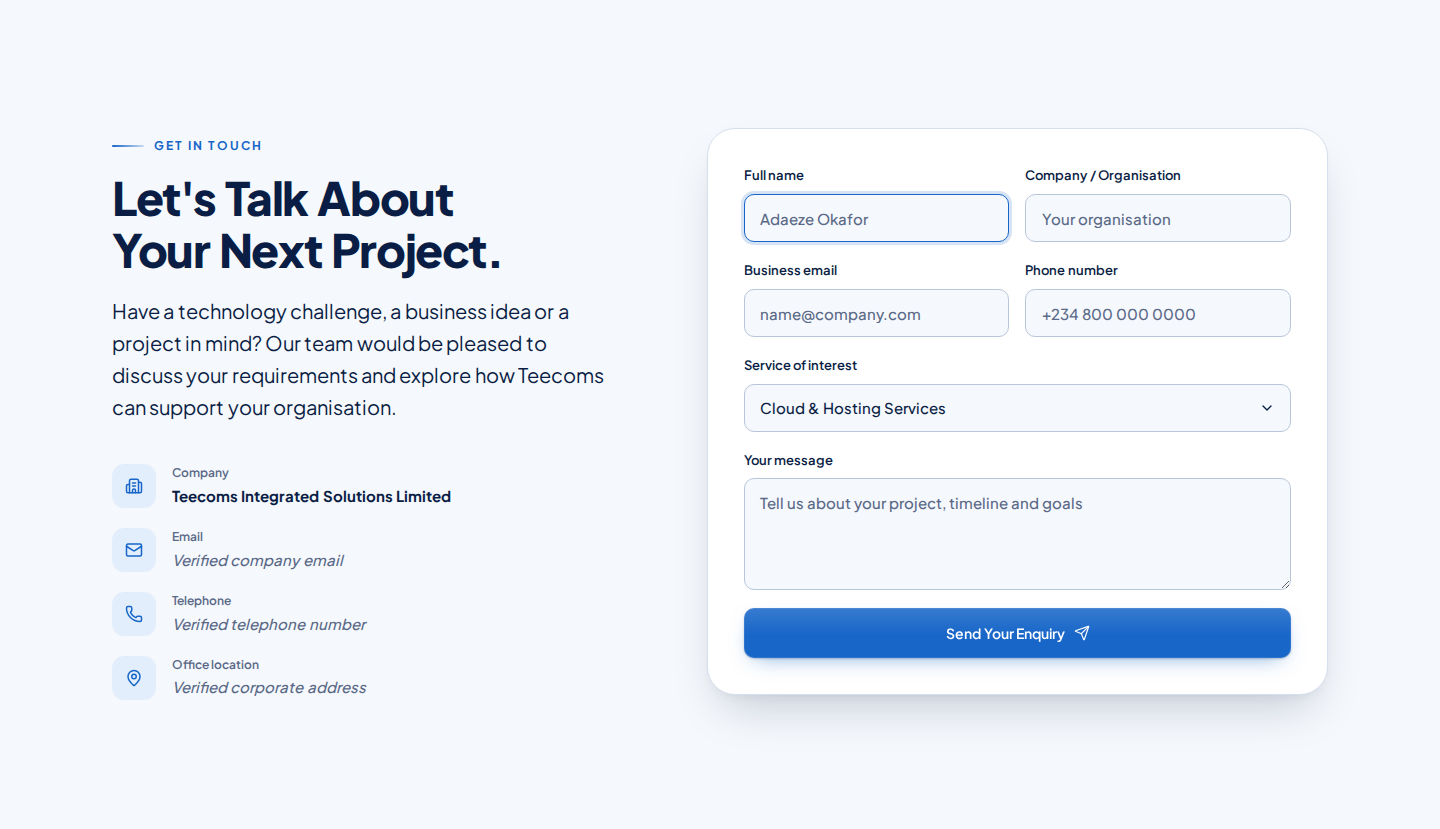 GET IN TOUCH
Let's Talk About
Your Next Project.
Have a technology challenge, a business idea or a
project in mind? Our team would be pleased to
discuss your requirements and explore how Teecoms
can support your organisation.
Company
Teecoms Integrated Solutions Limited
Email
Verified company email
Telephone
Verified telephone number
Office location
Verified corporate address
Full name
Adaeze Okafor
Company / Organisation
Your organisation
Business email
name@company.com
Phone number
+234 800 000 0000
Service of interest
Cloud & Hosting Services
Your message
Tell us about your project, timeline and goals
Send Your Enquiry